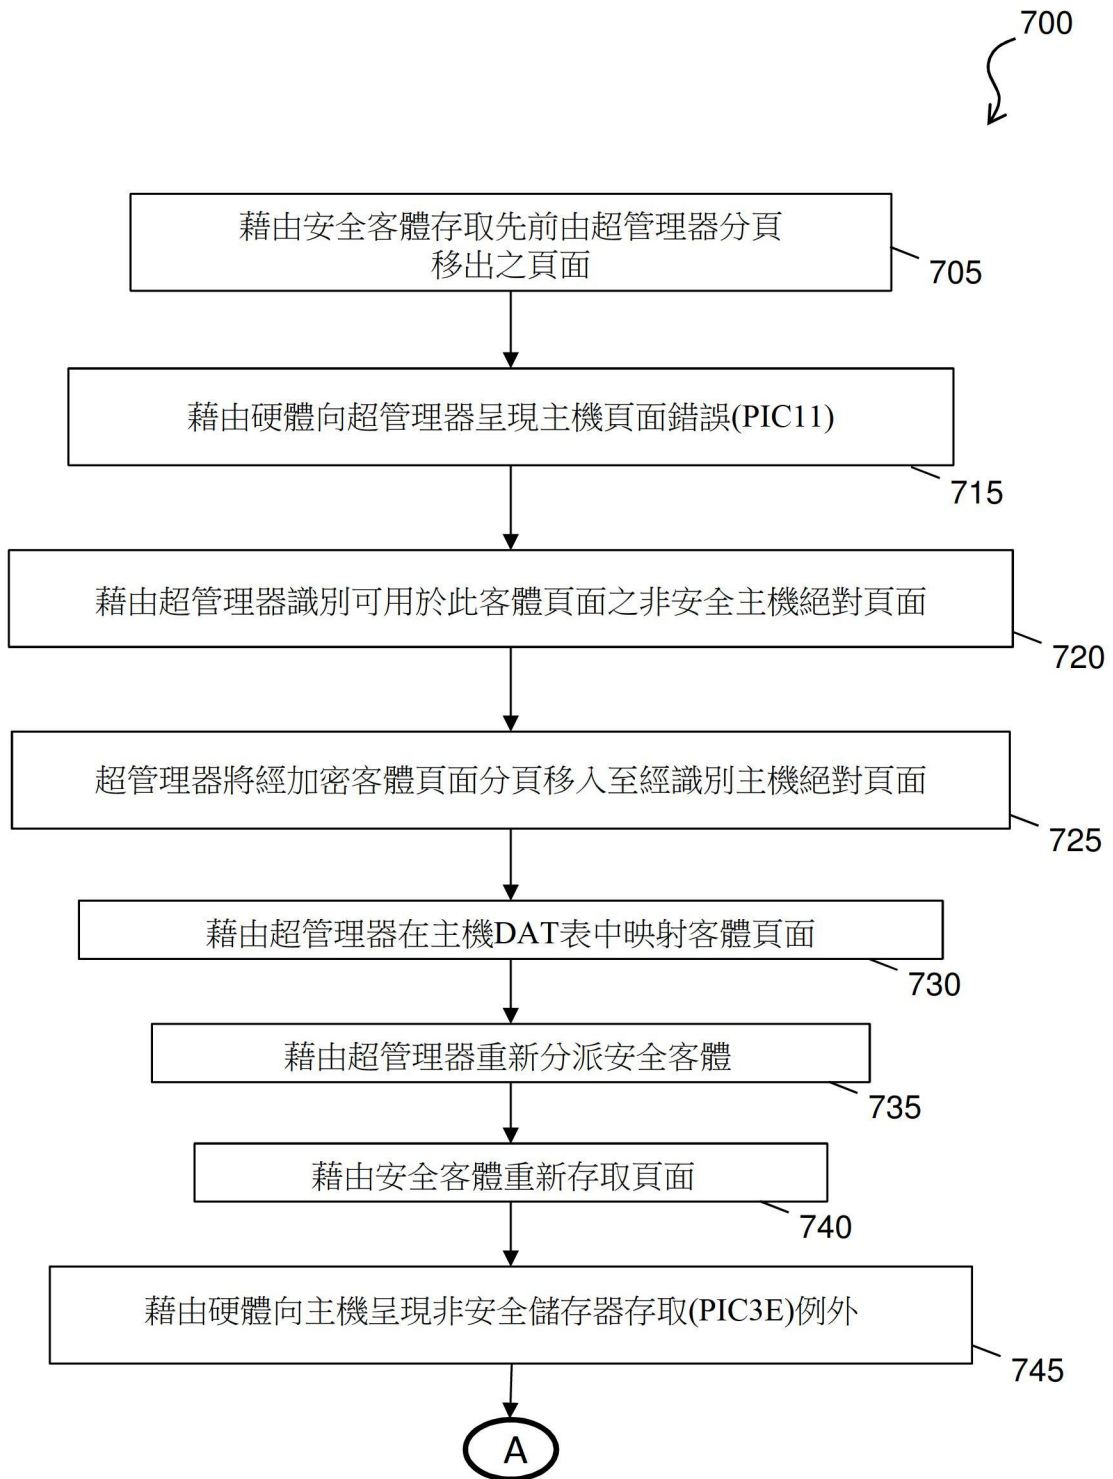 700
藉由安全客體存取先前由超管理器分頁
移出之頁面
705
藉由硬體向超管理器呈現主機頁面錯誤(PIC11)
715
藉由超管理器識別可用於此客體頁面之非安全主機絕對頁面
720
超管理器將經加密客體頁面分頁移入至經識別主機絕對頁面
725
藉由超管理器在主機DAT表中映射客體頁面
730
藉由超管理器重新分派安全客體
735
藉由安全客體重新存取頁面
740
藉由硬體向主機呈現非安全儲存器存取(PIC3E)例外
745
A